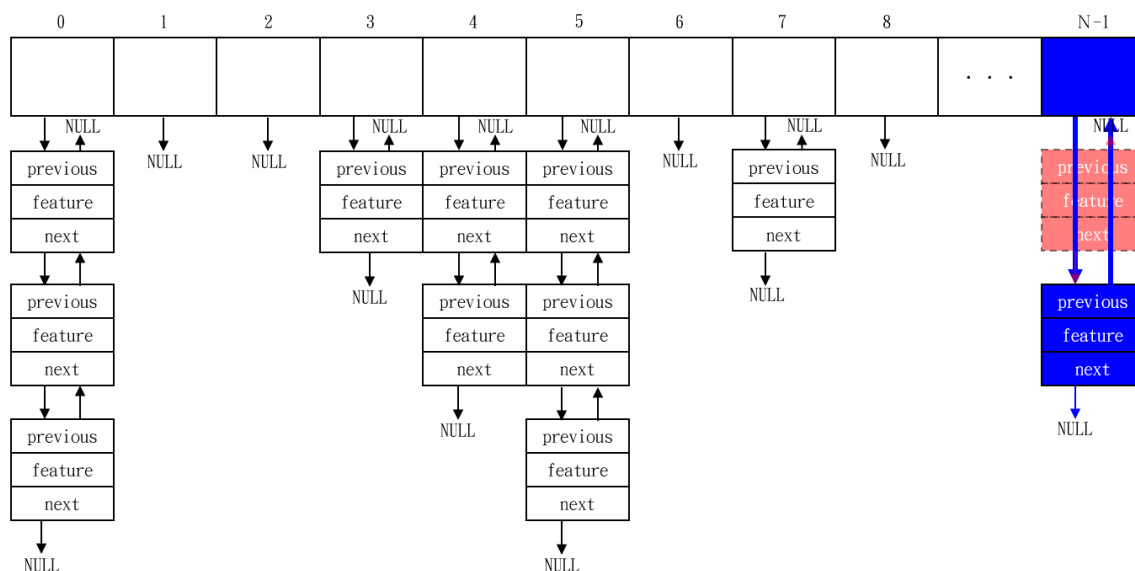 0 1 2 3 4 5 6 7 8 N-1
. . .
NULL NULL NULL NULL NULL NULL
NULL NULL NULL NULL
previous previous previous previous previous previous
feature feature feature feature feature feature
next next next next next next
NULL NULL
previous previous previous previous
feature feature feature feature
next next next next
NULL NULL
previous previous
feature feature
next next
NULL NULL